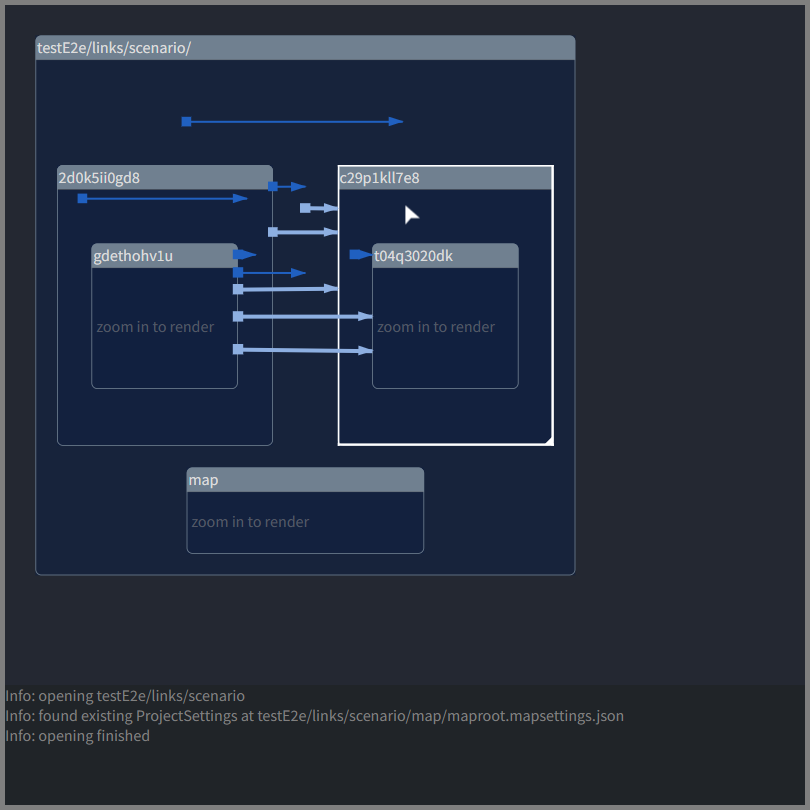 testE2e/links/scenario/
2d0k5ii0gd8
c29p1kll7e8
gdethohv1u
t04q3020dk
zoom in to render
zoom in to render
map
zoom in to render
Info: opening testE2e/links/scenario
Info: found existing ProjectSettings at testE2e/links/scenario/map/maproot.mapsettings.json
Info: opening finished